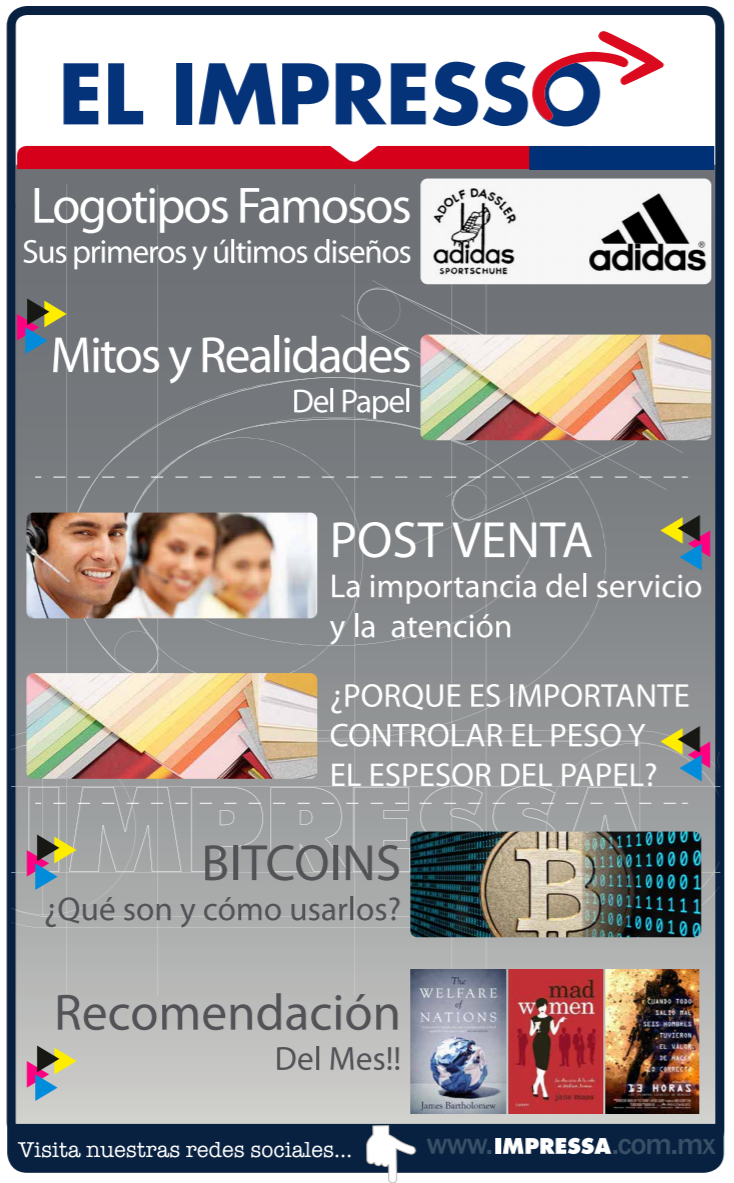 EL IMPRESSO
Logotipos Famosos
Sus primeros y últimos diseños
ADOLF DASSLER
adidas
SPORTSCHUHE
adidas®
Mitos y Realidades
Del Papel
POST VENTA
La importancia del servicio
y la atención
¿PORQUE ES IMPORTANTE
CONTROLAR EL PESO Y
EL ESPESOR DEL PAPEL?
IMPRESSA
BITCOINS
¿Qué son y cómo usarlos?
Recomendación
Del Mes!!
The
WELFARE
of
NATIONS
James Bartholomew
mad
women
jane maas
CUANDO TODO
SALIÓ MAL
SEIS HOMBRES
TUVIERON
EL VALOR
DE HACER
LO CORRECTO
13 HORAS
Visita nuestras redes sociales...
www.IMPRESSA.com.mx